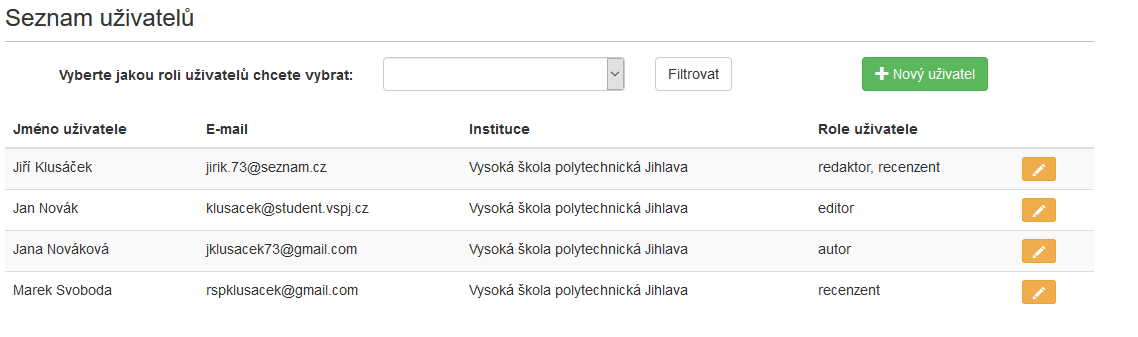 Seznam uživatelů
Vyberte jakou roli uživatelů chcete vybrat: Filtrovat Nový uživatel
Jméno uživatele E-mail Instituce Role uživatele
Jiří Klusáček jirik.73@seznam.cz Vysoká škola polytechnická Jihlava redaktor, recenzent
Jan Novák klusacek@student.vspj.cz Vysoká škola polytechnická Jihlava editor
Jana Nováková jklusacek73@gmail.com Vysoká škola polytechnická Jihlava autor
Marek Svoboda rspklusacek@gmail.com Vysoká škola polytechnická Jihlava recenzent